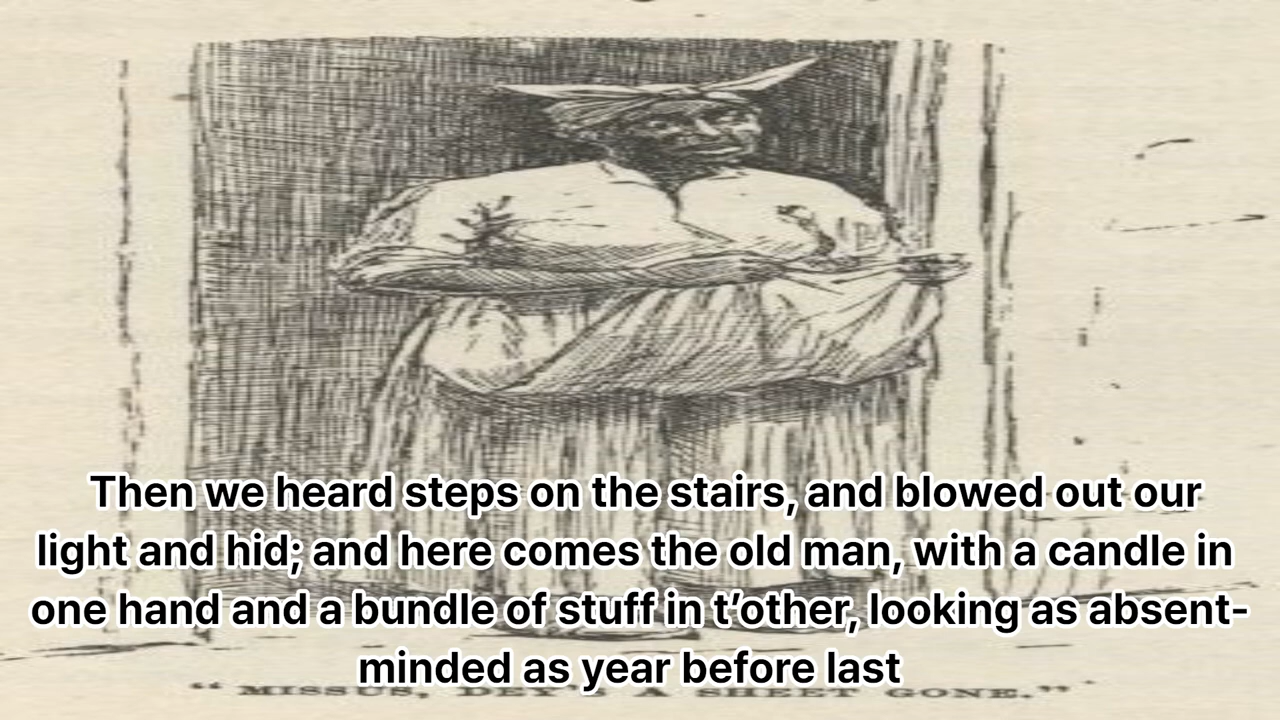 Then we heard steps on the stairs, and blowed out our
light and hid; and here comes the old man, with a candle in
one hand and a bundle of stuff in t’other, looking as absent-
minded as year before last
“MISSUS, DEY’S A SHEET GONE.”